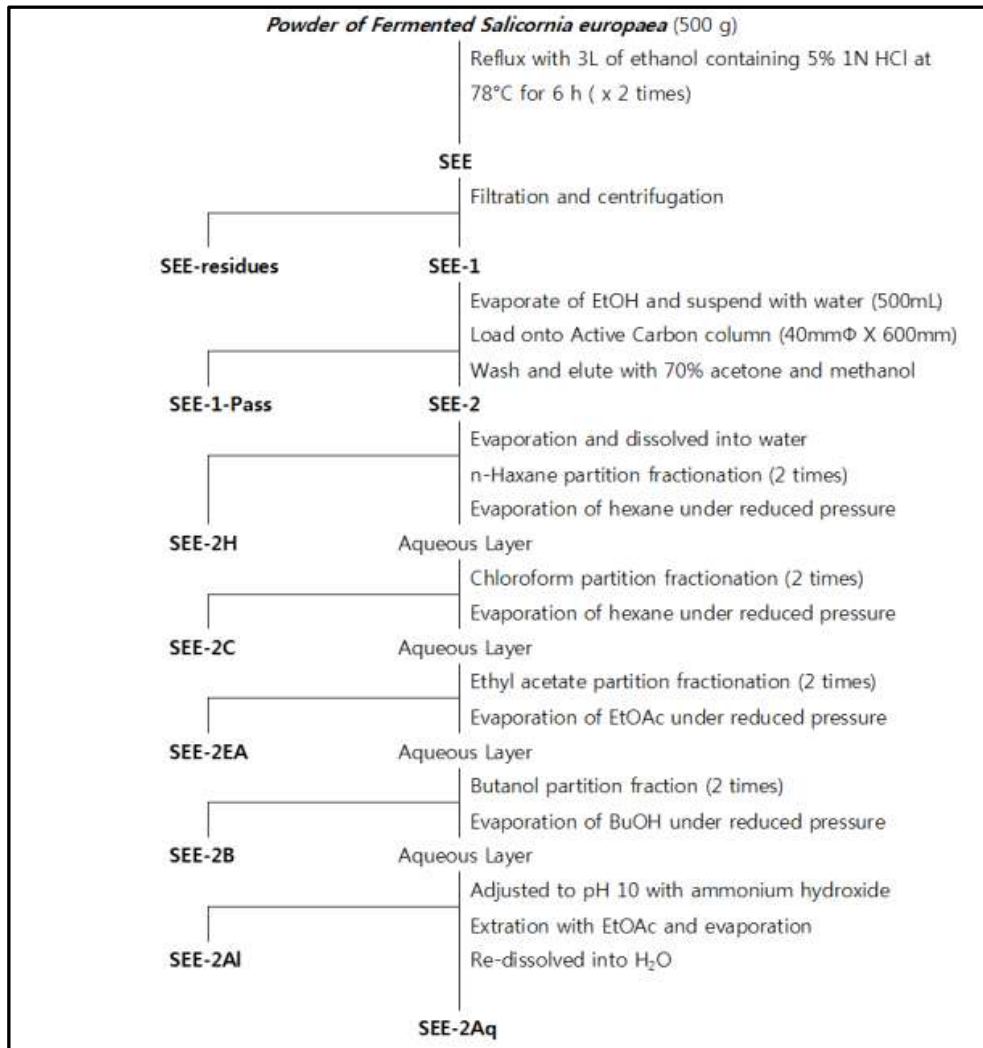 Powder of Fermented Salicornia europaea (500 g)
Reflux with 3L of ethanol containing 5% 1N HCl at
78°C for 6 h ( x 2 times)
SEE
Filtration and centrifugation
SEE-residues SEE-1
Evaporate of EtOH and suspend with water (500mL)
Load onto Active Carbon column (40mmΦ X 600mm)
Wash and elute with 70% acetone and methanol
SEE-1-Pass SEE-2
Evaporation and dissolved into water
n-Haxane partition fractionation (2 times)
Evaporation of hexane under reduced pressure
SEE-2H Aqueous Layer
Chloroform partition fractionation (2 times)
Evaporation of hexane under reduced pressure
SEE-2C Aqueous Layer
Ethyl acetate partition fractionation (2 times)
Evaporation of EtOAc under reduced pressure
SEE-2EA Aqueous Layer
Butanol partition fraction (2 times)
Evaporation of BuOH under reduced pressure
SEE-2B Aqueous Layer
Adjusted to pH 10 with ammonium hydroxide
Extration with EtOAc and evaporation
SEE-2Al Re-dissolved into H₂O
SEE-2Aq